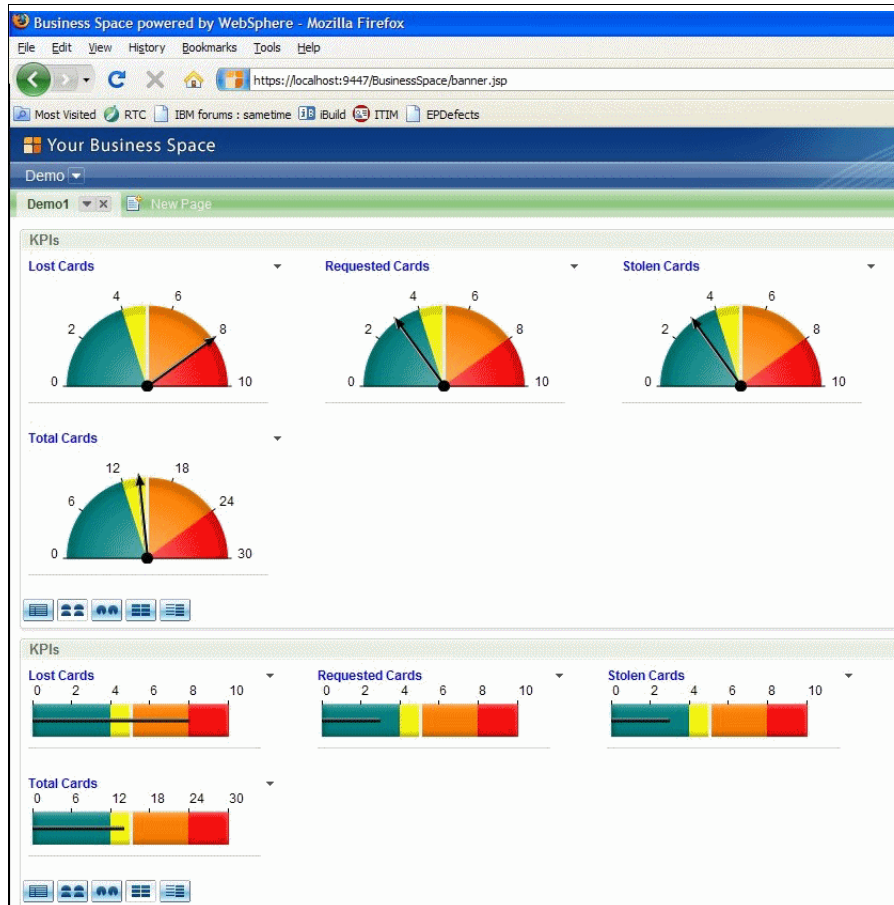 Business Space powered by WebSphere - Mozilla Firefox
File Edit View History Bookmarks Tools Help
https://localhost:9447/BusinessSpace/banner.jsp
Most Visited RTC IBM forums : sametime iBuild ITIM EPDefects
Your Business Space
Demo
Demo1 New Page
KPIs
Lost Cards Requested Cards Stolen Cards
4 6 4 6 4 6
2 8 2 8 2 8
0 10 0 10 0 10
Total Cards
12 18
6 24
0 30
KPIs
Lost Cards Requested Cards Stolen Cards
0 2 4 6 8 10 0 2 4 6 8 10 0 2 4 6 8 10
Total Cards
0 6 12 18 24 30